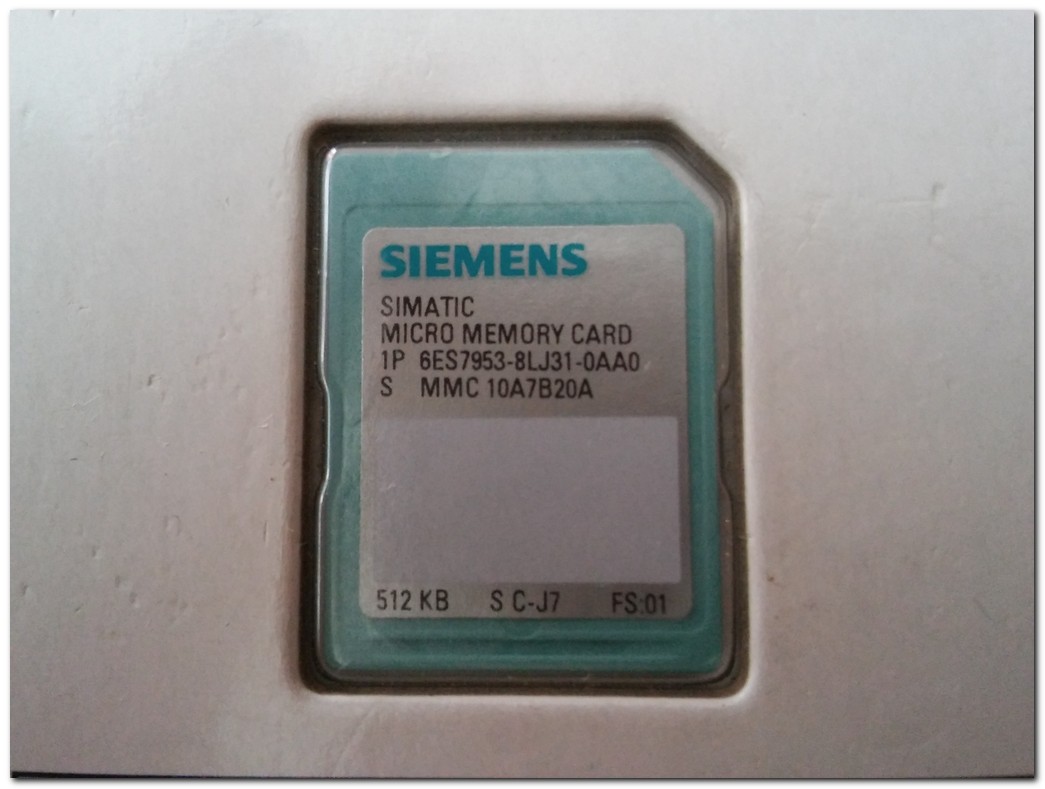 SIEMENS
SIMATIC
MICRO MEMORY CARD
1P 6ES7953-8LJ31-0AA0
S MMC 10A7B20A
512 KB S C-J7 FS:01